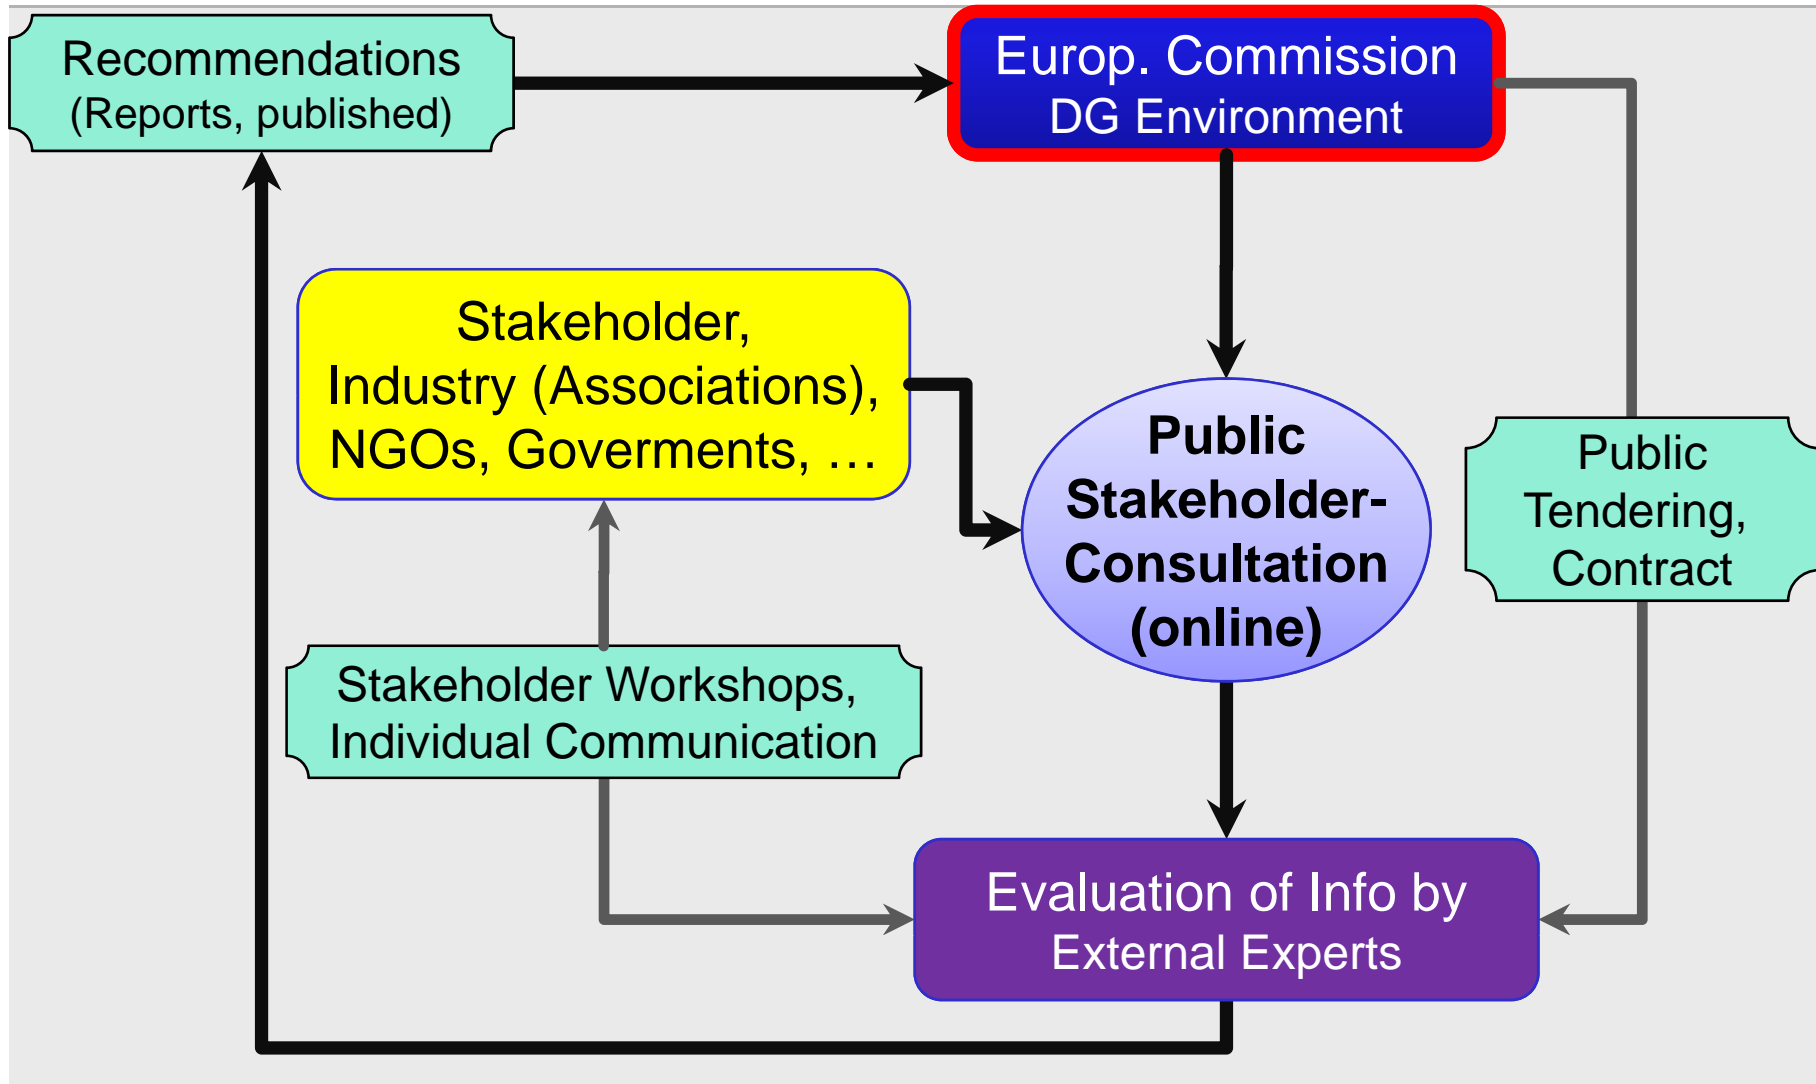 Recommendations
(Reports, published)
Europ. Commission
DG Environment
Stakeholder,
Industry (Associations),
NGOs, Goverments, …
Public
Stakeholder-
Consultation
(online)
Public
Tendering,
Contract
Stakeholder Workshops,
Individual Communication
Evaluation of Info by
External Experts